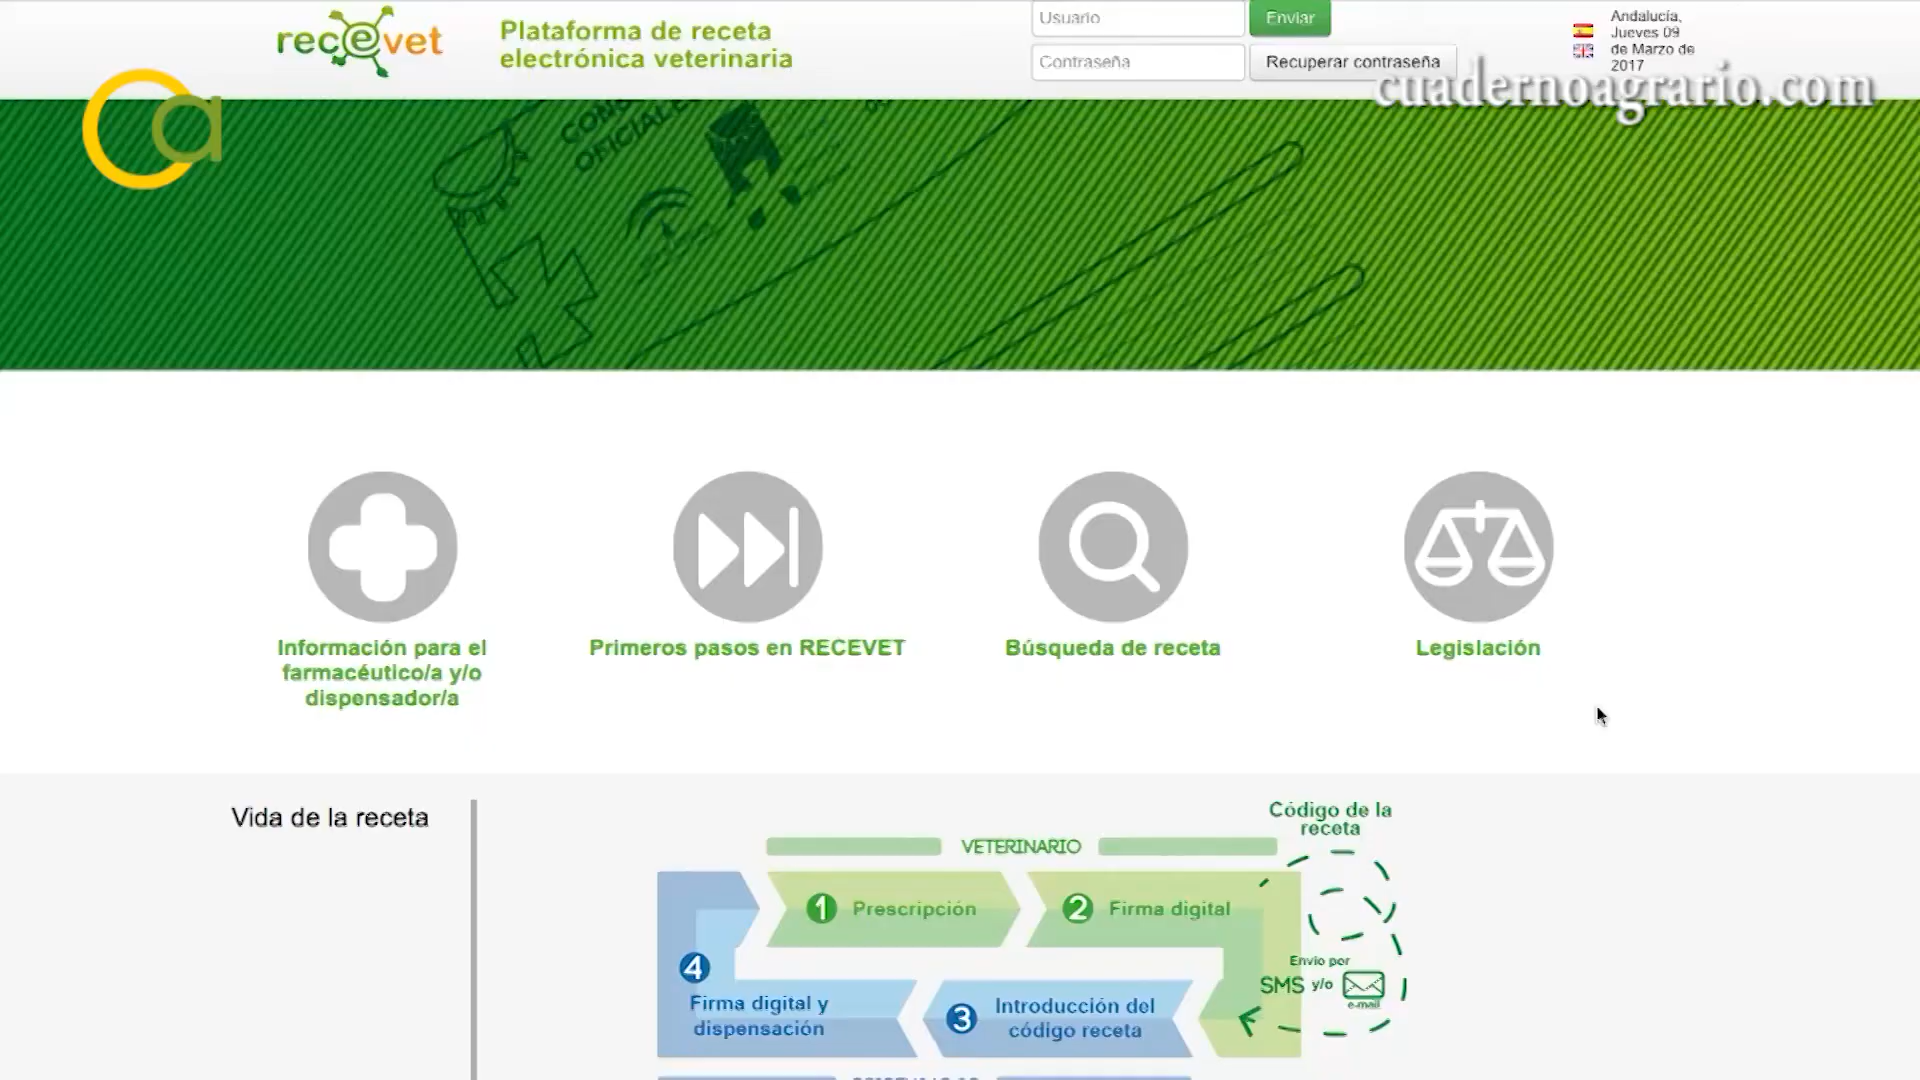 recevet
Plataforma de receta
electrónica veterinaria
Usuario
Enviar
Contraseña
Recuperar contraseña
Andalucía,
Jueves 09
de Marzo de
2017
cuadernoagrario.com
Ca
OFICIALES
Información para el
farmacéutico/a y/o
dispensador/a
Primeros pasos en RECEVET
Búsqueda de receta
Legislación
Vida de la receta
Código de la
receta
VETERINARIO
1 Prescripción
2 Firma digital
Envío por
SMS y/o
e-mail
4
Firma digital y
dispensación
3
Introducción del
código receta